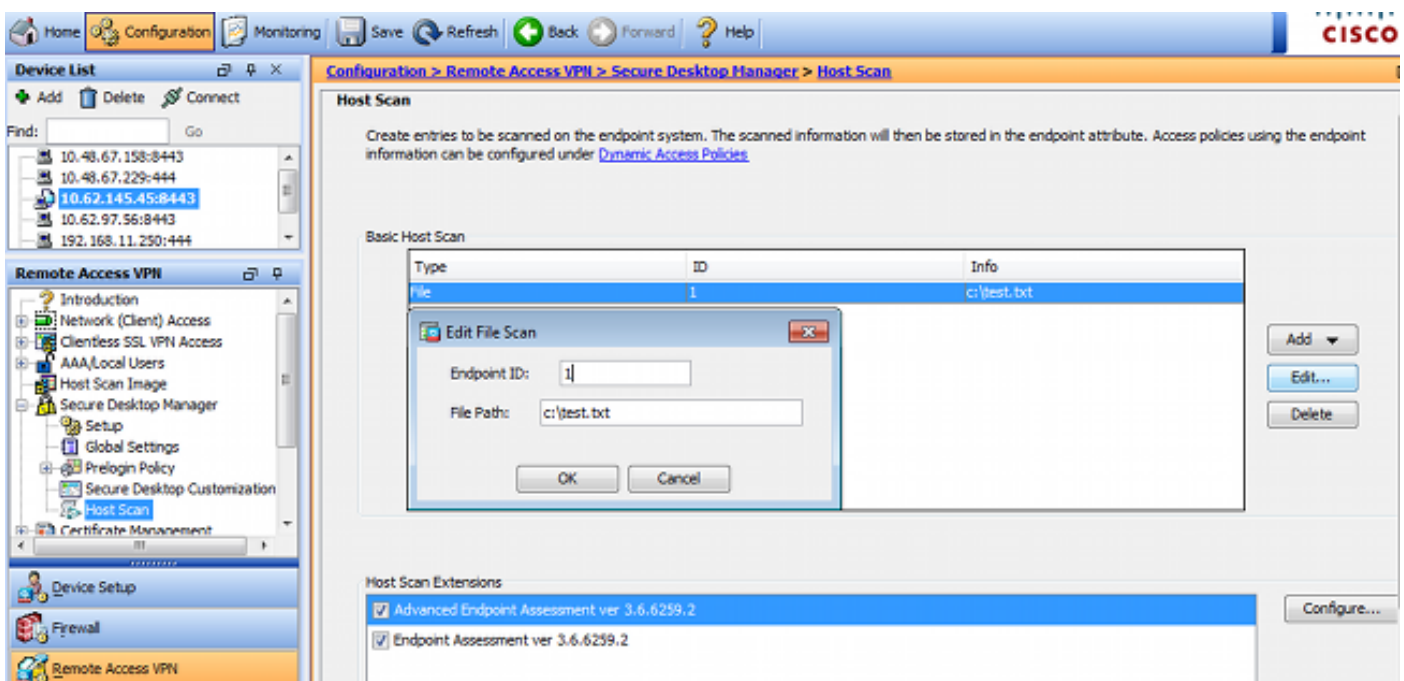 Home Configuration Monitoring Save Refresh Back Forward Help
CISCO
Device List
Add Delete Connect
Find: Go
10.48.67.158:8443
10.48.67.229:444
10.62.145.45:8443
10.62.97.56:8443
192.168.11.250:444
Remote Access VPN
Introduction
Network (Client) Access
Clientless SSL VPN Access
AAA/Local Users
Host Scan Image
Secure Desktop Manager
Setup
Global Settings
Prelogin Policy
Secure Desktop Customization
Host Scan
Certificate Management
Device Setup
Firewall
Remote Access VPN
Configuration > Remote Access VPN > Secure Desktop Manager > Host Scan
Host Scan
Create entries to be scanned on the endpoint system. The scanned information will then be stored in the endpoint attribute. Access policies using the endpoint
information can be configured under Dynamic Access Policies
Basic Host Scan
Type ID Info
File 1 c:\test.txt
Edit File Scan
Endpoint ID: 1
File Path: c:\test.txt
OK Cancel
Add
Edit...
Delete
Host Scan Extensions
Advanced Endpoint Assessment ver 3.6.6259.2
Endpoint Assessment ver 3.6.6259.2
Configure...